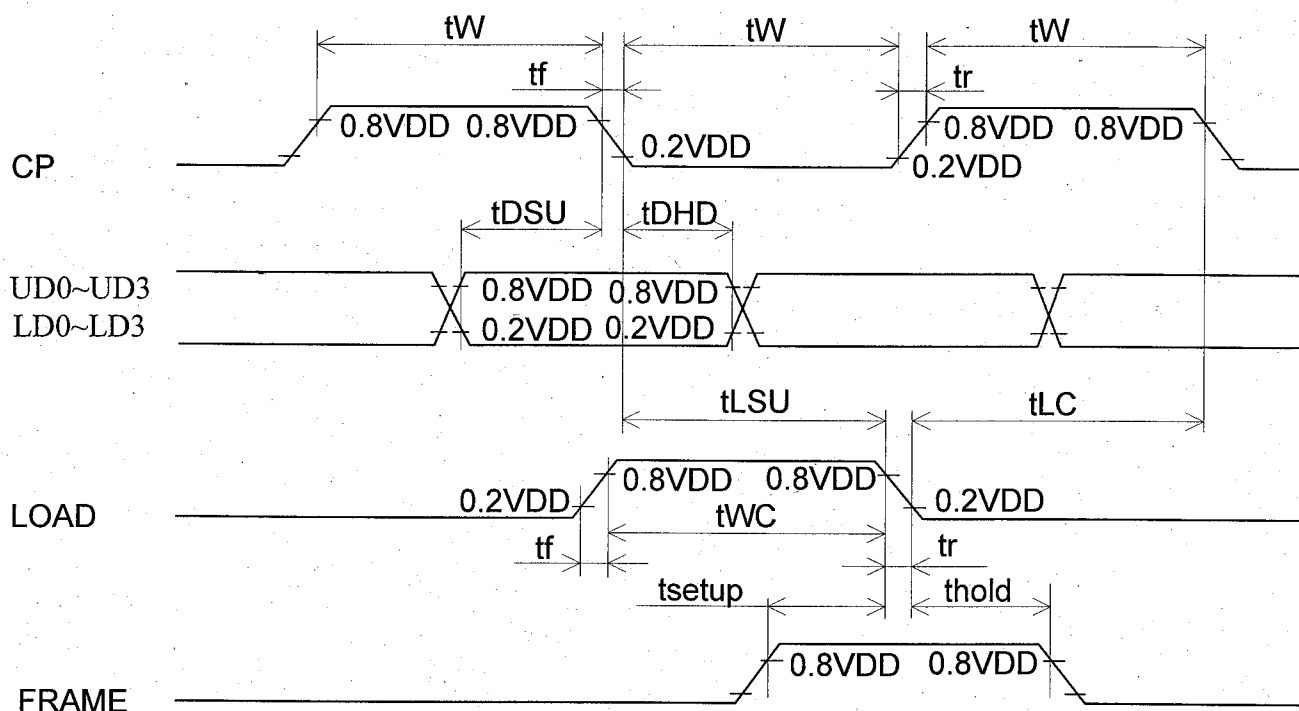 tW tW tW
tf tr
0.8VDD 0.8VDD 0.8VDD 0.8VDD
CP 0.2VDD 0.2VDD
tDSU tDHD
UD0~UD3 0.8VDD 0.8VDD
LD0~LD3 0.2VDD 0.2VDD
tLSU tLC
0.8VDD 0.8VDD
LOAD 0.2VDD 0.2VDD
tWC
tf tr
tsetup thold
0.8VDD 0.8VDD
FRAME